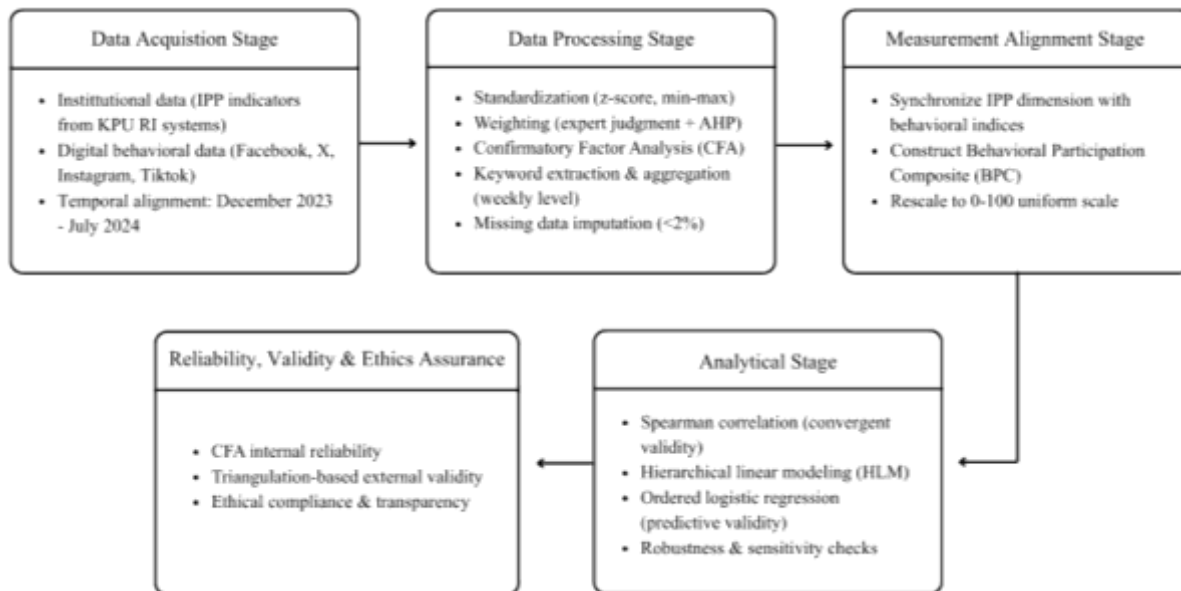 Data Acquistion Stage
• Instittutional data (IPP indicators
from KPU RI systems)
• Digital behavioral data (Facebook, X,
Instagram, Tiktok)
• Temporal alignment: December 2023
- July 2024
Data Processing Stage
• Standardization (z-score, min-max)
• Weighting (expert judgment + AHP)
• Confirmatory Factor Analysis (CFA)
• Keyword extraction & aggregation
(weekly level)
• Missing data imputation (<2%)
Measurement Alignment Stage
• Synchronize IPP dimension with
behavioral indices
• Construct Behavioral Participation
Composite (BPC)
• Rescale to 0-100 uniform scale
Analytical Stage
• Spearman correlation (convergent
validity)
• Hierarchical linear modeling (HLM)
• Ordered logistic regression
(predictive validity)
• Robustness & sensitivity checks
Reliability, Validity & Ethics Assurance
• CFA internal reliability
• Triangulation-based external validity
• Ethical compliance & transparency